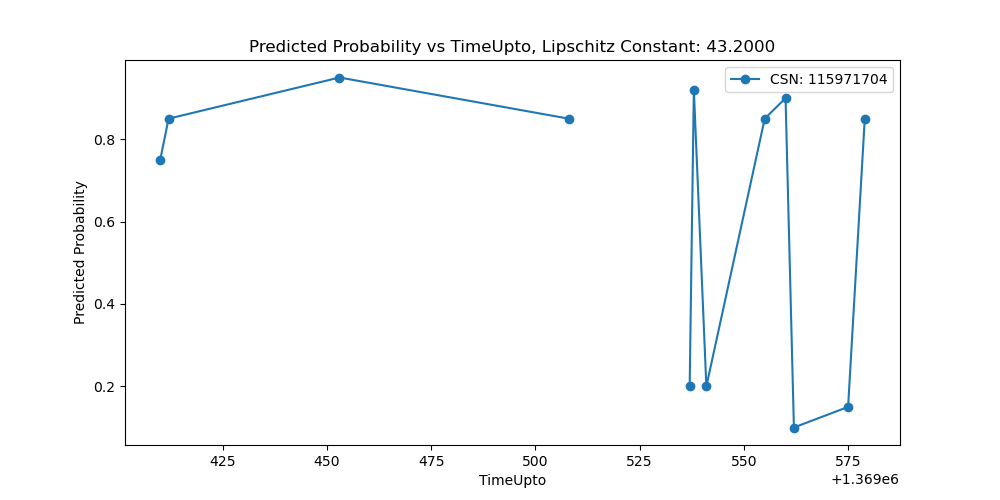 Predicted Probability vs TimeUpto, Lipschitz Constant: 43.2000
CSN: 115971704
Predicted Probability
0.8
0.6
0.4
0.2
425 450 475 500 525 550 575
+1.369e6
TimeUpto